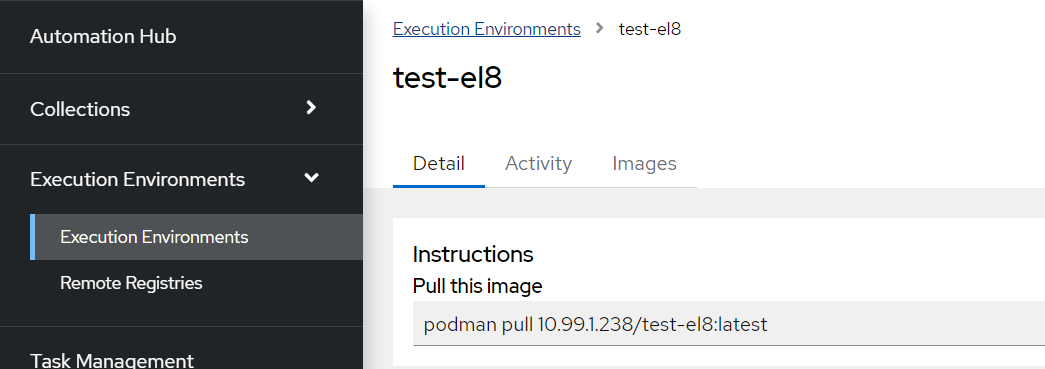 Automation Hub
Collections
Execution Environments
Execution Environments
Remote Registries
Task Management
Execution Environments > test-el8
test-el8
Detail Activity Images
Instructions
Pull this image
podman pull 10.99.1.238/test-el8:latest